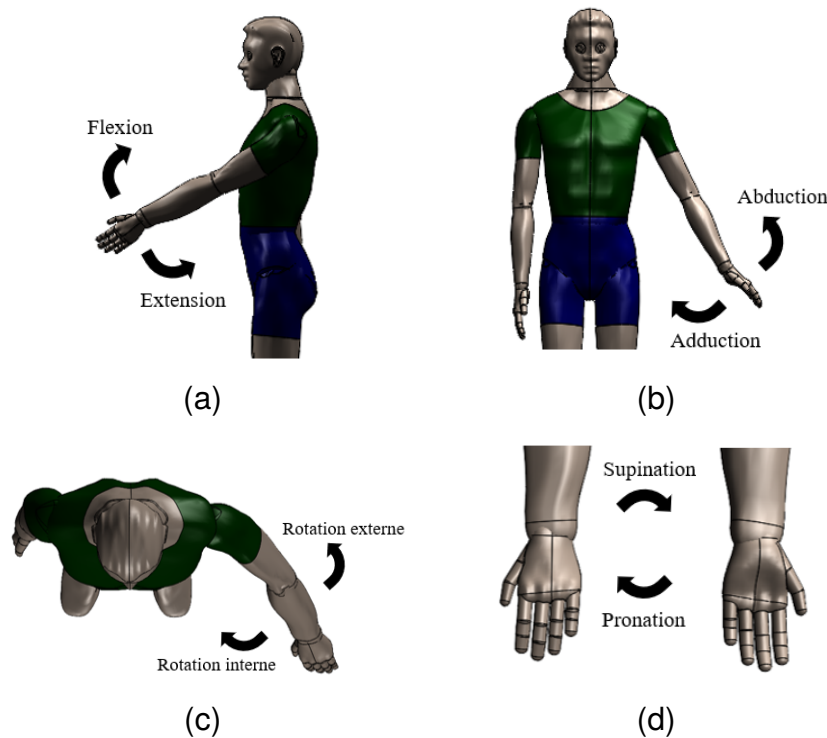 Flexion
Extension
(a)
Abduction
Adduction
(b)
Rotation externe
Rotation interne
(c)
Supination
Pronation
(d)